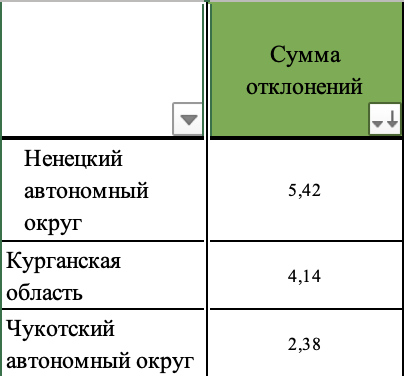 Сумма
отклонений
Ненецкий
автономный
округ
5,42
Курганская
область
4,14
Чукотский
автономный округ
2,38